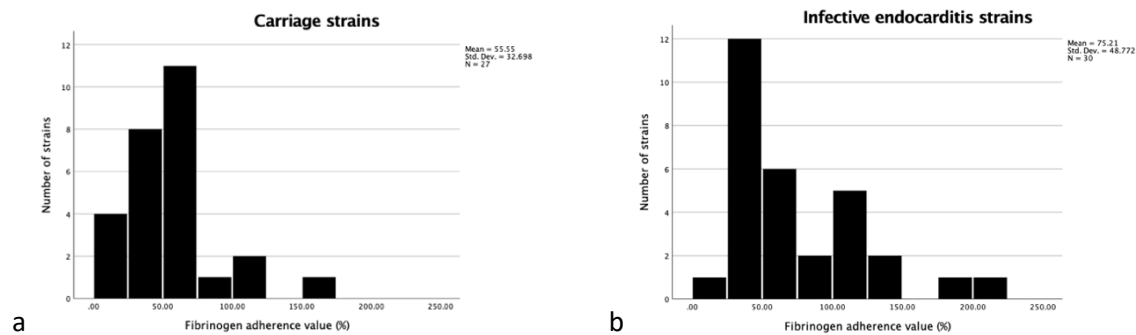 Carriage strains
Mean = 55.55
Std. Dev. = 32.698
N = 27
12
10
8
6
4
2
0
Number of strains
.00 50.00 100.00 150.00 200.00 250.00
Fibrinogen adherence value (%)
a
Infective endocarditis strains
Mean = 75.21
Std. Dev. = 48.772
N = 30
12
10
8
6
4
2
0
Number of strains
.00 50.00 100.00 150.00 200.00 250.00
Fibrinogen adherence value (%)
b